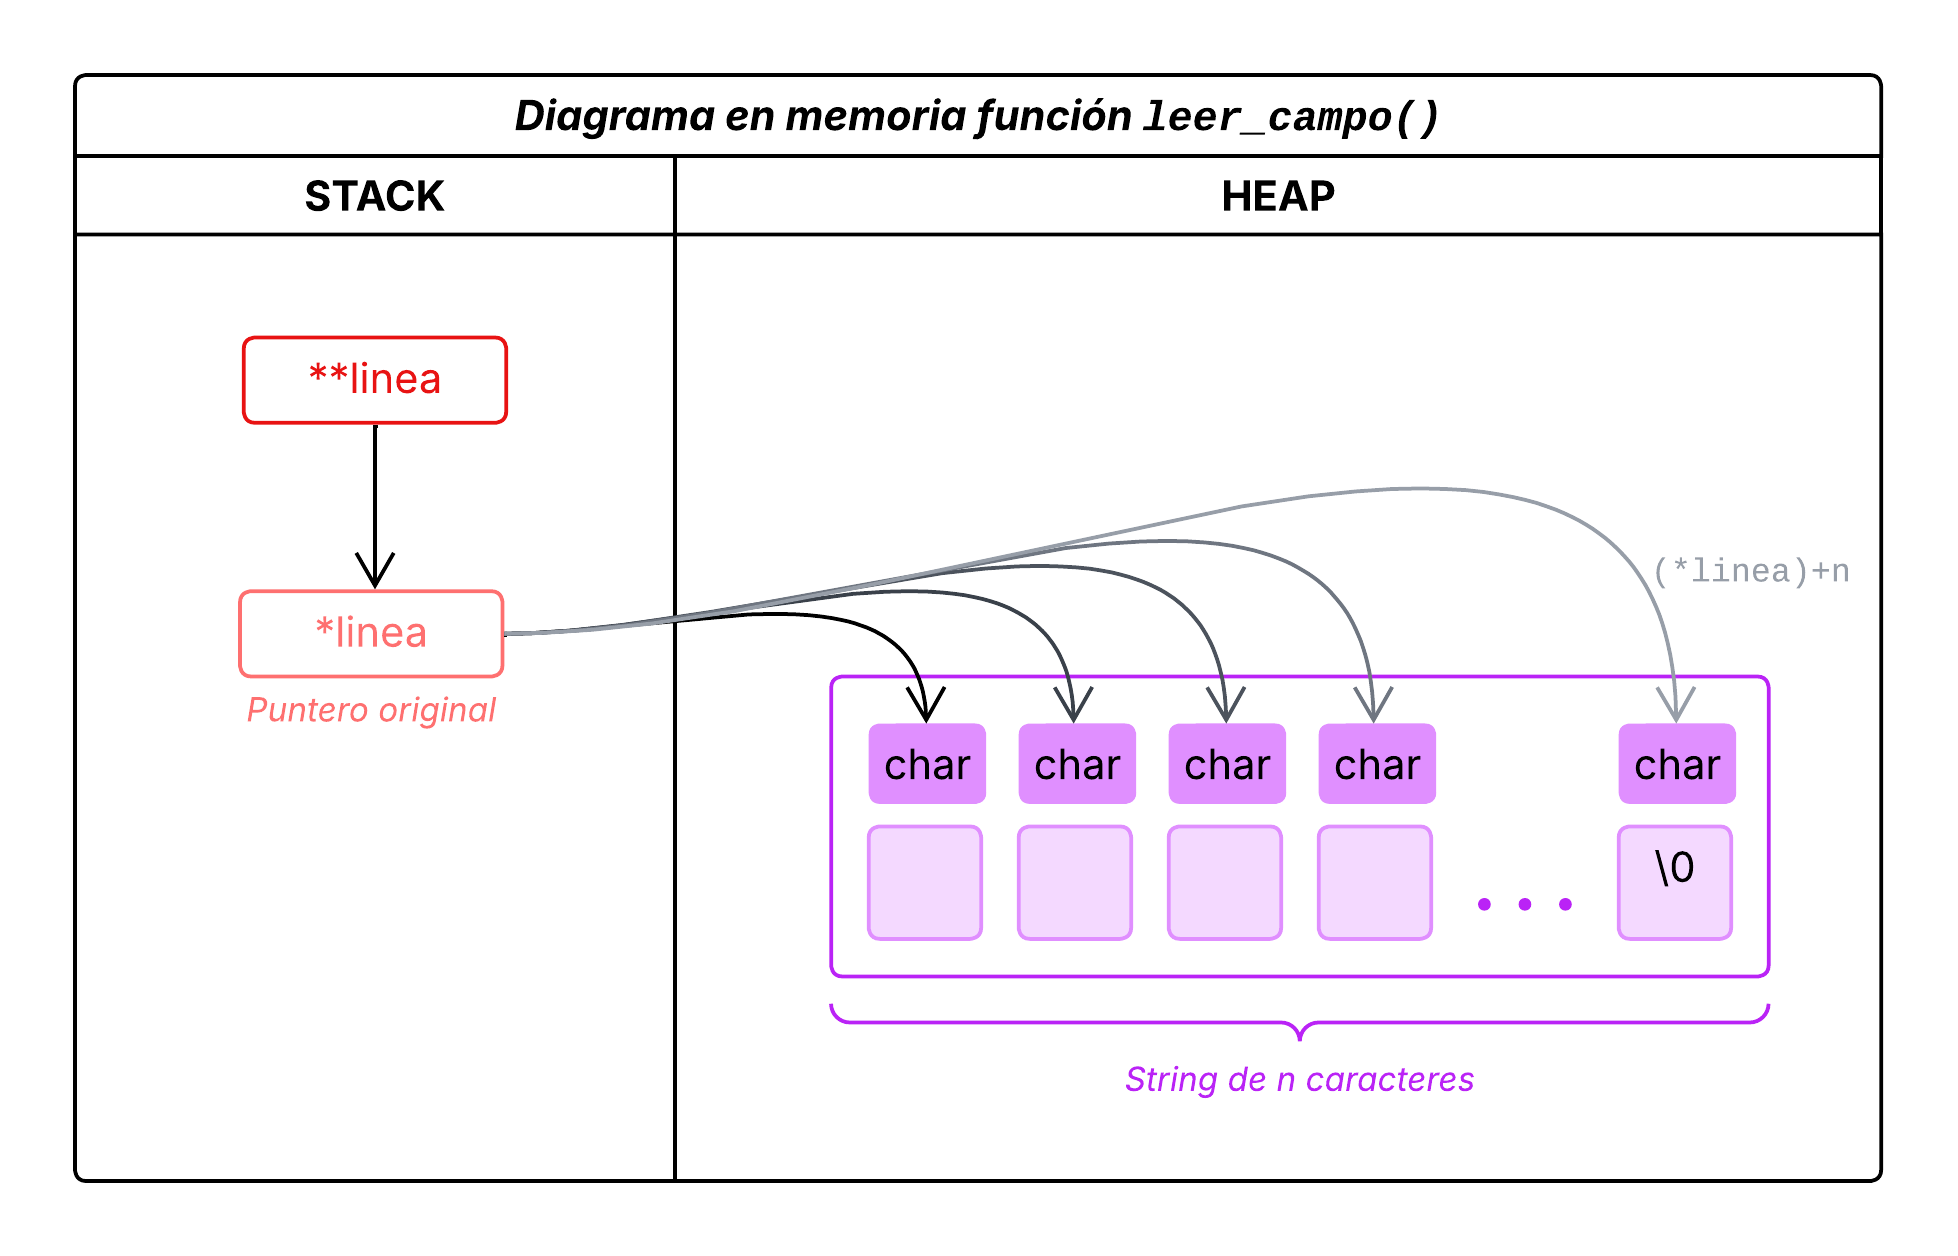 Diagrama en memoria función leer_campo()
STACK
HEAP
**linea
*linea
Puntero original
(*linea)+n
char char char char char
\0
. . .
String de n caracteres